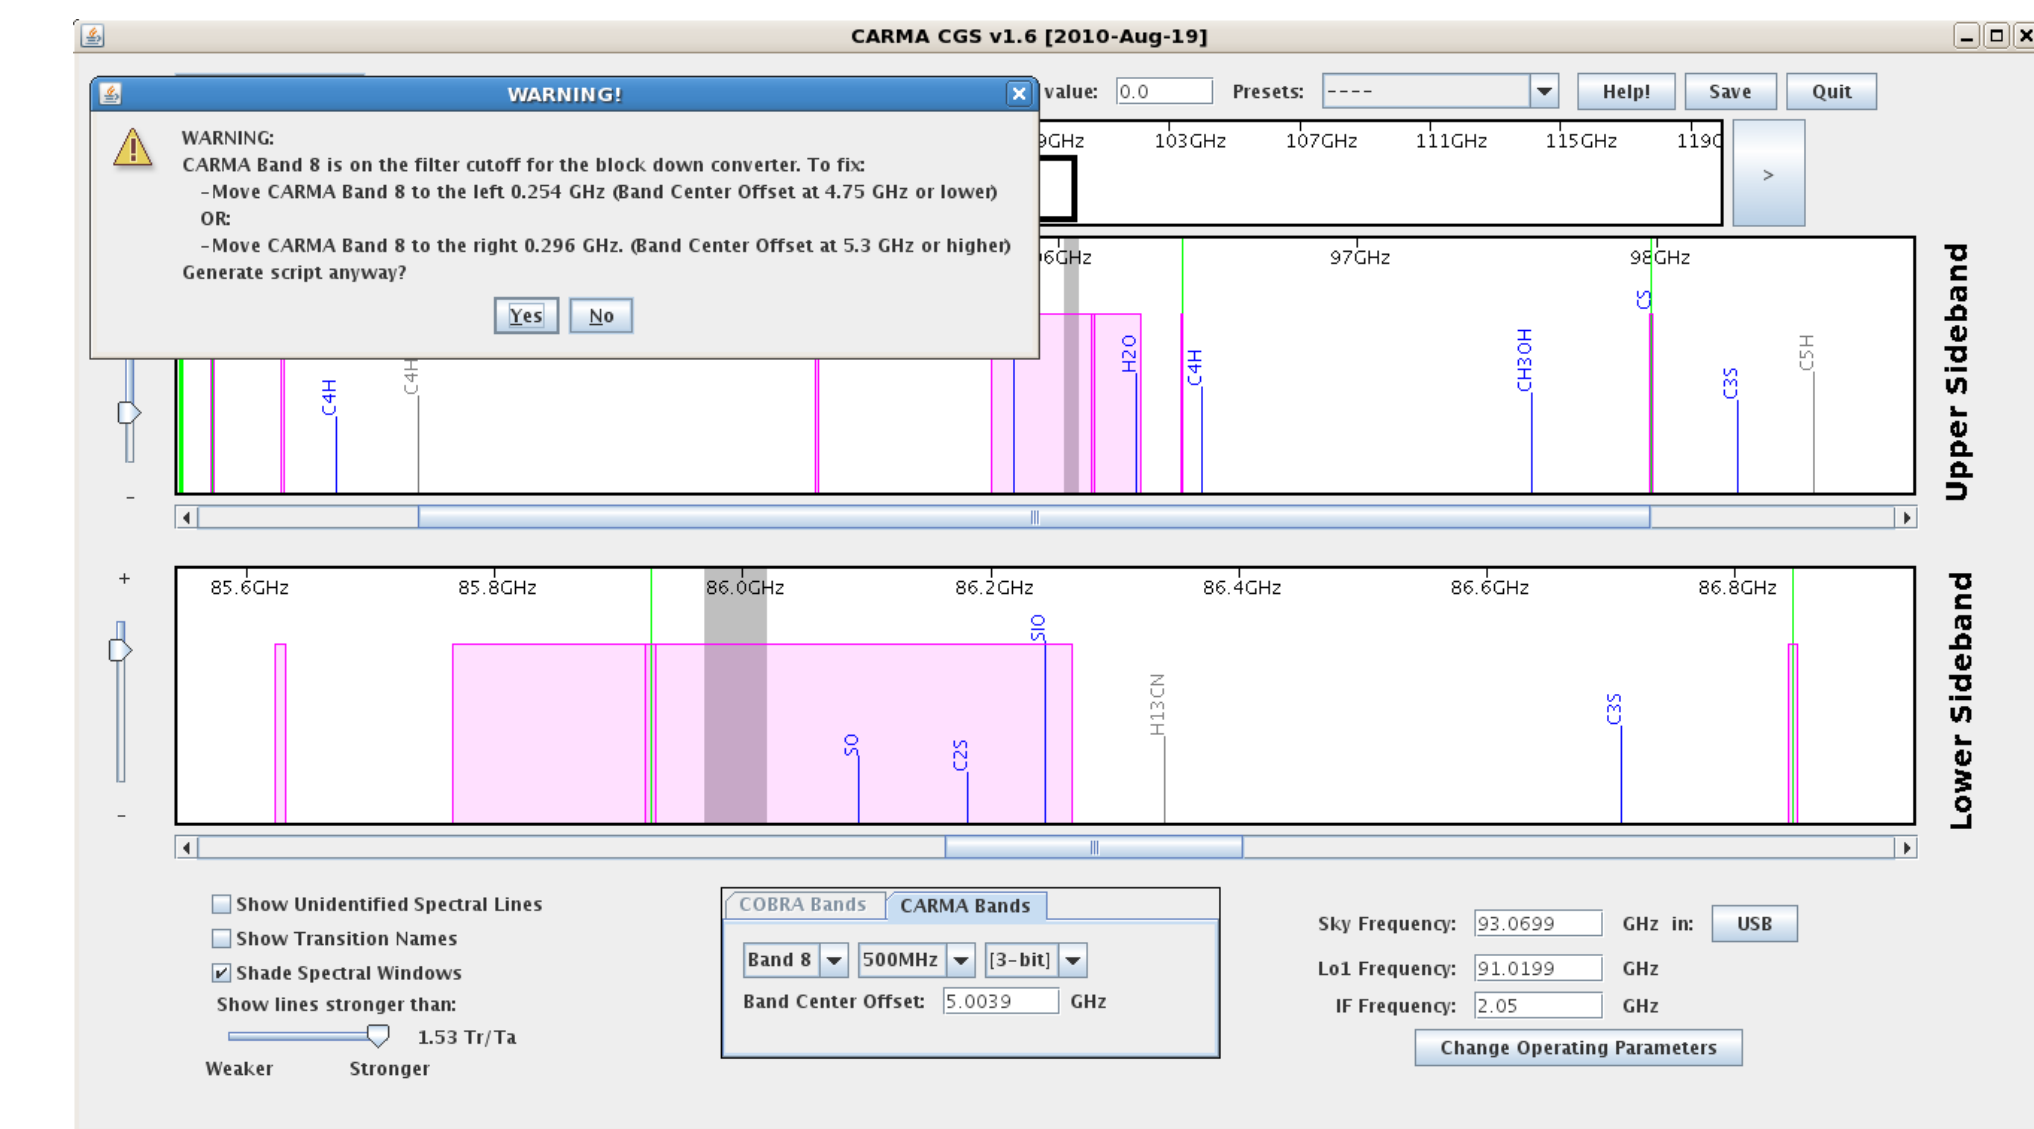 CARMA CGS v1.6 [2010-Aug-19]
WARNING!
value: 0.0 Presets: ---- Help! Save Quit
WARNING:
CARMA Band 8 is on the filter cutoff for the block down converter. To fix:
-Move CARMA Band 8 to the left 0.254 GHz (Band Center Offset at 4.75 GHz or lower)
OR:
-Move CARMA Band 8 to the right 0.296 GHz. (Band Center Offset at 5.3 GHz or higher)
Generate script anyway?
Yes No
103GHz 107GHz 111GHz 115GHz
>
97GHz 98GHz
C4H C4H H2O C4H CH3OH CS C3S C5H
Upper Sideband
-
+
85.6GHz 85.8GHz 86.0GHz 86.2GHz 86.4GHz 86.6GHz 86.8GHz
SO C2S SIO H13CN C3S
Lower Sideband
-
Show Unidentified Spectral Lines
Show Transition Names
Shade Spectral Windows
Show lines stronger than:
1.53 Tr/Ta
Weaker Stronger
COBRA Bands CARMA Bands
Band 8 500MHz [3-bit]
Band Center Offset: 5.0039 GHz
Sky Frequency: 93.0699 GHz in: USB
Lo1 Frequency: 91.0199 GHz
IF Frequency: 2.05 GHz
Change Operating Parameters